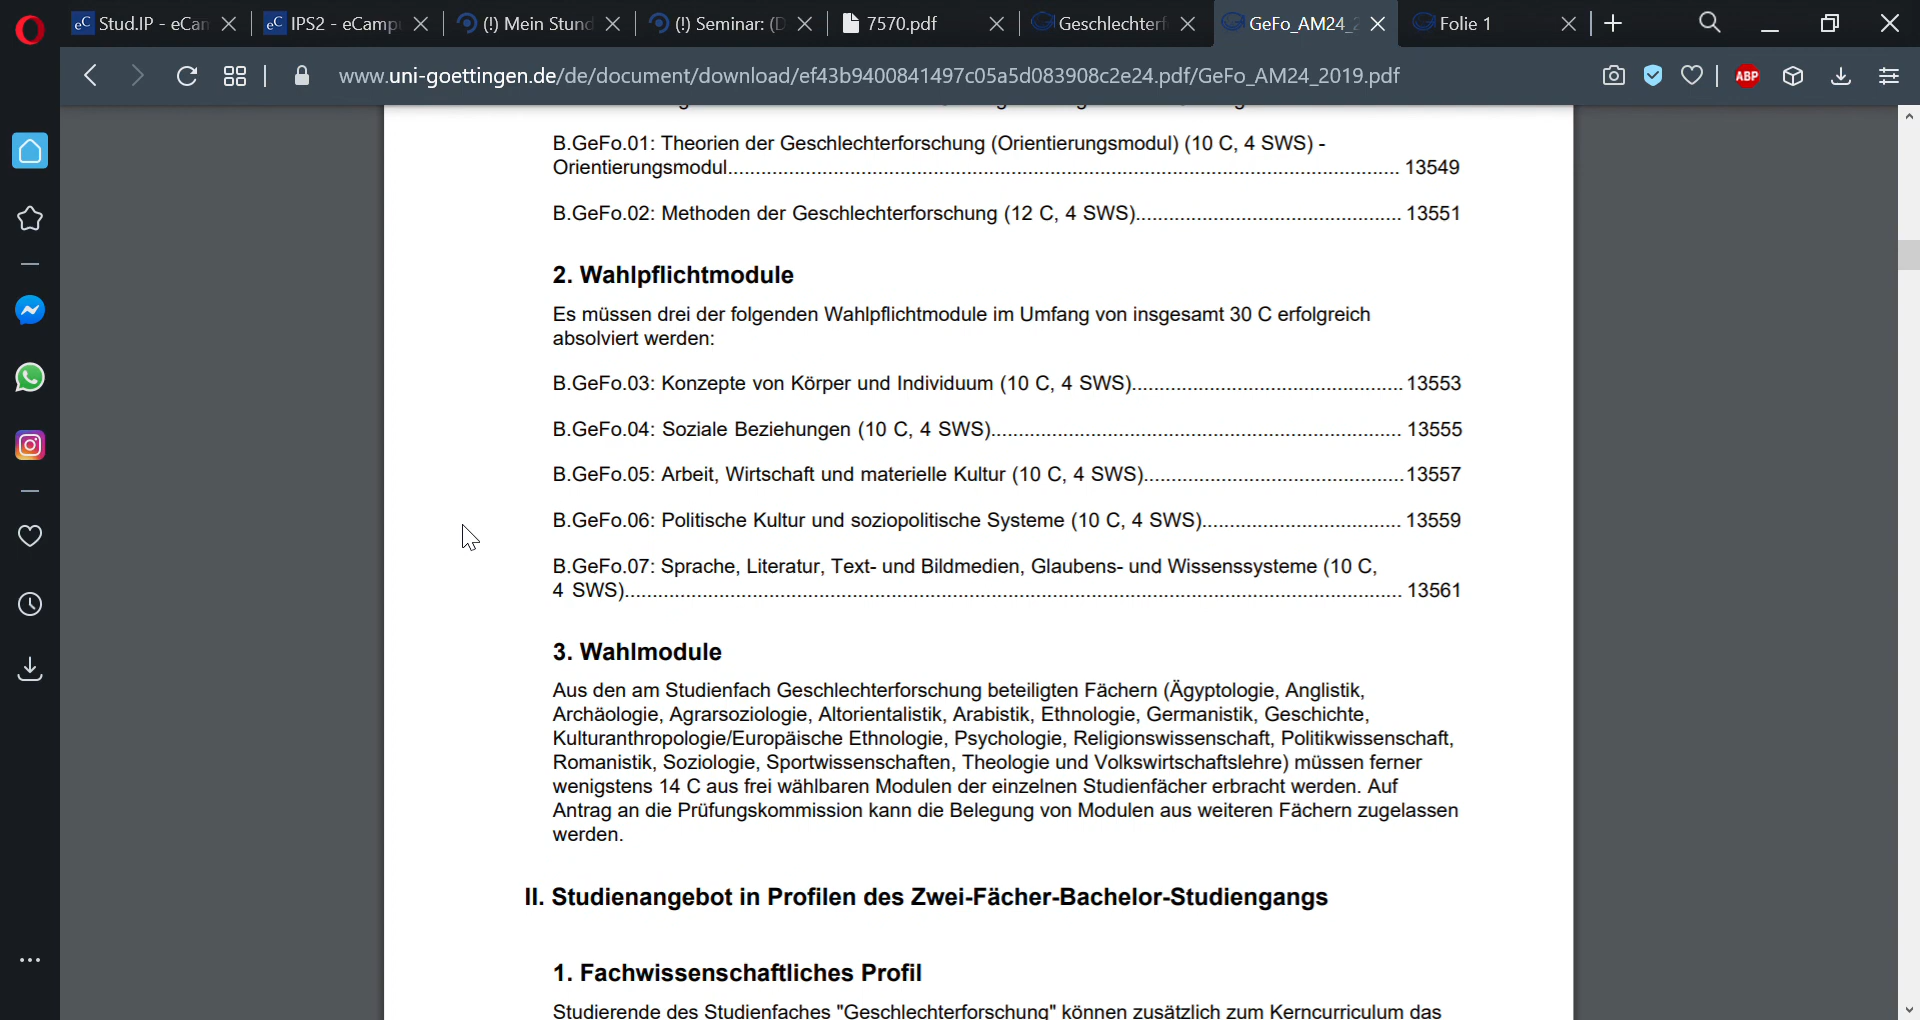 Stud.IP - eCam
IPS2 - eCampu
(!) Mein Stund
(!) Seminar: (D
7570.pdf
Geschlechterf
GeFo_AM24_2
Folie 1
www.uni-goettingen.de/de/document/download/ef43b9400841497c05a5d083908c2e24.pdf/GeFo_AM24_2019.pdf
ABP
B.GeFo.01: Theorien der Geschlechterforschung (Orientierungsmodul) (10 C, 4 SWS) -
Orientierungsmodul........ 13549
B.GeFo.02: Methoden der Geschlechterforschung (12 C, 4 SWS)........ 13551
2. Wahlpflichtmodule
Es müssen drei der folgenden Wahlpflichtmodule im Umfang von insgesamt 30 C erfolgreich
absolviert werden:
B.GeFo.03: Konzepte von Körper und Individuum (10 C, 4 SWS)........ 13553
B.GeFo.04: Soziale Beziehungen (10 C, 4 SWS)........ 13555
B.GeFo.05: Arbeit, Wirtschaft und materielle Kultur (10 C, 4 SWS)........ 13557
B.GeFo.06: Politische Kultur und soziopolitische Systeme (10 C, 4 SWS)........ 13559
B.GeFo.07: Sprache, Literatur, Text- und Bildmedien, Glaubens- und Wissenssysteme (10 C,
4 SWS)........ 13561
3. Wahlmodule
Aus den am Studienfach Geschlechterforschung beteiligten Fächern (Ägyptologie, Anglistik,
Archäologie, Agrarsoziologie, Altorientalistik, Arabistik, Ethnologie, Germanistik, Geschichte,
Kulturanthropologie/Europäische Ethnologie, Psychologie, Religionswissenschaft, Politikwissenschaft,
Romanistik, Soziologie, Sportwissenschaften, Theologie und Volkswirtschaftslehre) müssen ferner
wenigstens 14 C aus frei wählbaren Modulen der einzelnen Studienfächer erbracht werden. Auf
Antrag an die Prüfungskommission kann die Belegung von Modulen aus weiteren Fächern zugelassen
werden.
II. Studienangebot in Profilen des Zwei-Fächer-Bachelor-Studiengangs
1. Fachwissenschaftliches Profil
Studierende des Studienfaches "Geschlechterforschung" können zusätzlich zum Kerncurriculum das